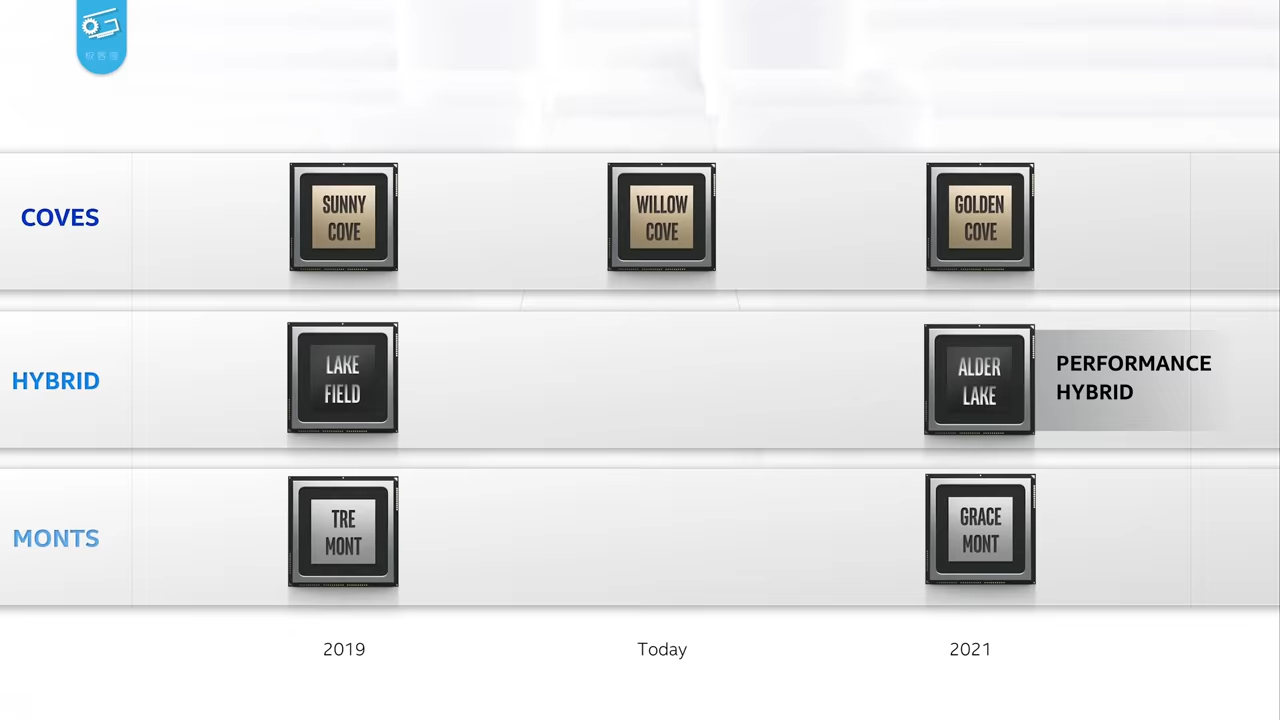 COVES
SUNNY
COVE
WILLOW
COVE
GOLDEN
COVE
HYBRID
LAKE
FIELD
ALDER
LAKE
PERFORMANCE
HYBRID
MONTS
TRE
MONT
GRACE
MONT
2019
Today
2021